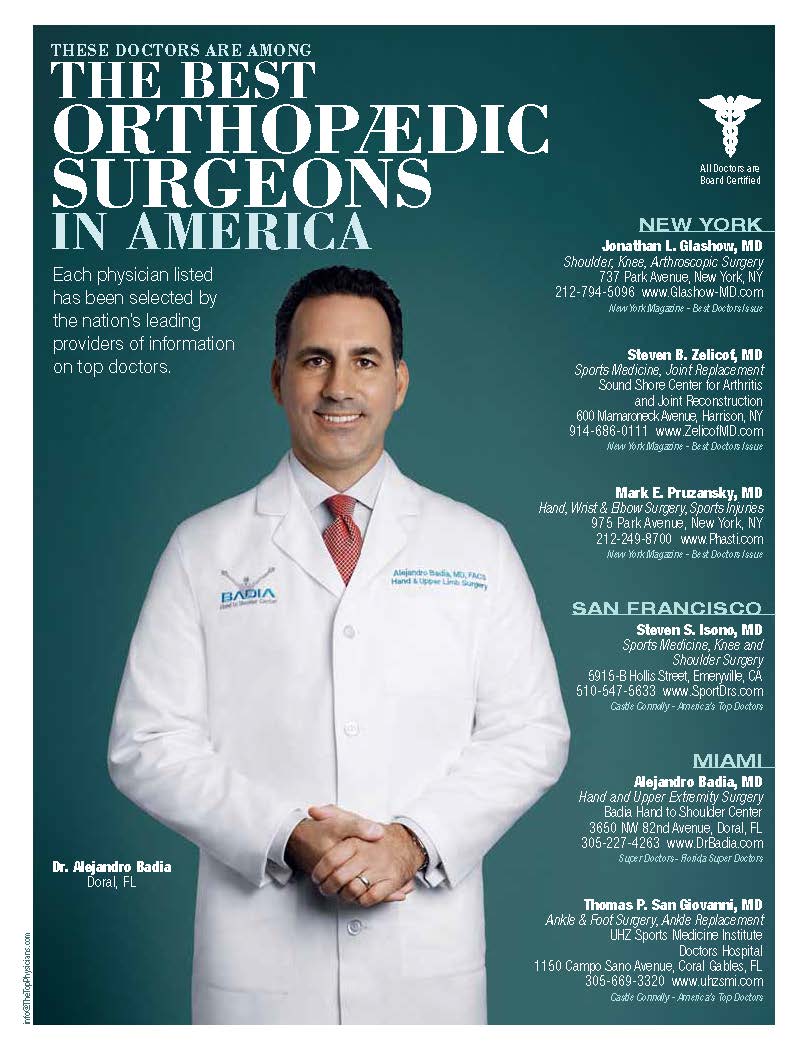 THESE DOCTORS ARE AMONG
THE BEST
ORTHOPÆDIC
SURGEONS
IN AMERICA
Each physician listed
has been selected by
the nation's leading
providers of information
on top doctors.
All Doctors are
Board Certified
NEW YORK
Jonathan L. Glashow, MD
Shoulder, Knee, Arthroscopic Surgery
737 Park Avenue, New York, NY
212-794-5096 www.Glashow-MD.com
New York Magazine - Best Doctors Issue
Steven B. Zelicof, MD
Sports Medicine, Joint Replacement
Sound Shore Center for Arthritis
and Joint Reconstruction
600 Mamaroneck Avenue, Harrison, NY
914-686-0111 www.ZelicofMD.com
New York Magazine - Best Doctors Issue
Mark E. Pruzansky, MD
Hand, Wrist & Elbow Surgery, Sports Injuries
975 Park Avenue, New York, NY
212-249-8700 www.Phasti.com
New York Magazine - Best Doctors Issue
SAN FRANCISCO
Steven S. Isono, MD
Sports Medicine, Knee and
Shoulder Surgery
5915-B Hollis Street, Emeryville, CA
510-547-5633 www.SportDrs.com
Castle Connolly - America's Top Doctors
MIAMI
Alejandro Badia, MD
Hand and Upper Extremity Surgery
Badia Hand to Shoulder Center
3650 NW 82nd Avenue, Doral, FL
305-227-4263 www.DrBadia.com
Super Doctors - Florida Super Doctors
Thomas P. San Giovanni, MD
Ankle & Foot Surgery, Ankle Replacement
UHZ Sports Medicine Institute
Doctors Hospital
1150 Campo Sano Avenue, Coral Gables, FL
305-669-3320 www.uhzsmi.com
Castle Connolly - America's Top Doctors
BADIA
Hand to Shoulder Center
Alejandro Badia, MD, FACS
Hand & Upper Limb Surgery
Dr. Alejandro Badia
Doral, FL
info@TheTopPhysicians.com